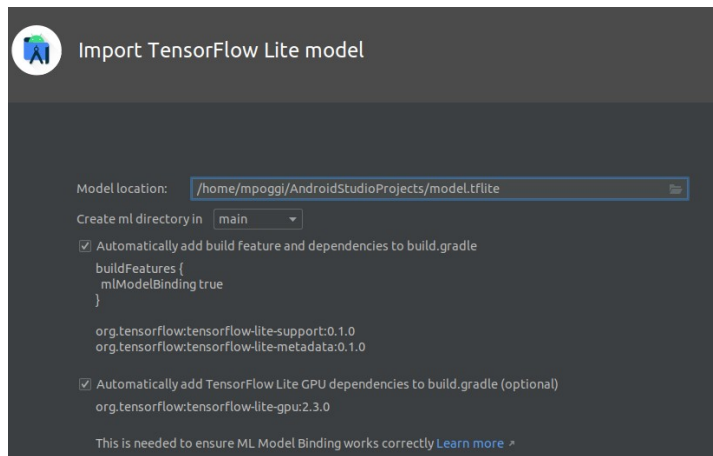 Import TensorFlow Lite model
Model location: /home/mpoggi/AndroidStudioProjects/model.tflite
Create ml directory in main
Automatically add build feature and dependencies to build.gradle
buildFeatures {
mlModelBinding true
}
org.tensorflow:tensorflow-lite-support:0.1.0
org.tensorflow:tensorflow-lite-metadata:0.1.0
Automatically add TensorFlow Lite GPU dependencies to build.gradle (optional)
org.tensorflow:tensorflow-lite-gpu:2.3.0
This is needed to ensure ML Model Binding works correctly Learn more ↗